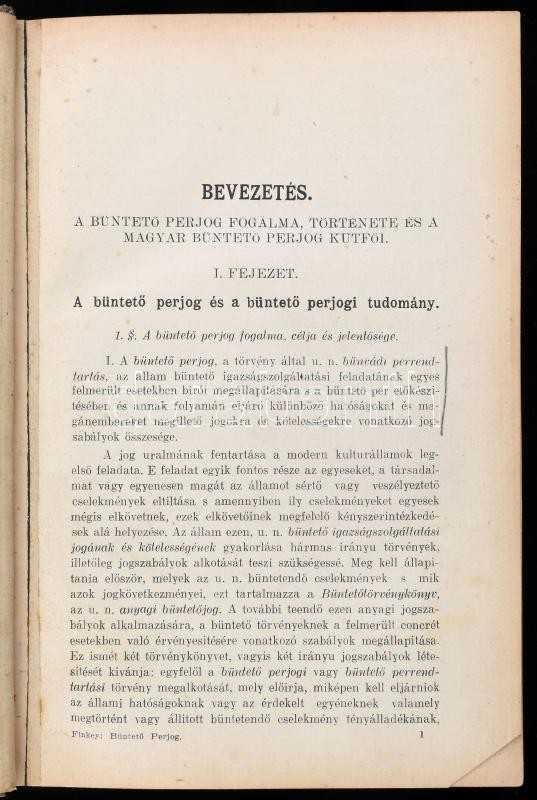 BEVEZETÉS.
A BÜNTETŐ PERJOG FOGALMA, TÖRTÉNETE ÉS A
MAGYAR BÜNTETŐ PERJOG KÚTFŐI.
I. FEJEZET.
A büntető perjog és a büntető perjogi tudomány.
1. §. A büntető perjog fogalma, célja és jelentősége.
I. A büntető perjog, a törvény által u. n. bűnvádi perrend-
tartás, az állam büntető igazságszolgáltatási feladatának egyes
felmerült esetekben birói megállapitására s a büntető per előkészi-
tésében és annak folyamán eljáró különböző hatóságokat és ma-
gánembereket megillető jogokra és kötelességekre vonatkozó jog-
szabályok összesége.
A jog uralmának fentartása a modern kulturállamok leg-
első feladata. E feladat egyik fontos része az egyeseket, a társadal-
mat vagy egyenesen magát az államot sértő vagy veszélyeztető
cselekmények eltiltása s amennyiben ily cselekményeket egyesek
mégis elkövetnek, ezek elkövetőinek megfelelő kényszerintézkedé-
sek alá helyezése. Az állam ezen, u. n. büntető igazságszolgáltatási
jogának és kötelességének gyakorlása hármas irányu törvények,
illetőleg jogszabályok alkotását teszi szükségessé. Meg kell állapi-
tania először, melyek az u. n. büntetendő cselekmények s mik
azok jogkövetkezményei, ezt tartalmazza a Büntetőtörvénykönyv,
az u. n. anyagi büntetőjog. A további teendő ezen anyagi jogsza-
bályok alkalmazására, a büntető törvényeknek a felmerült concrét
esetekben való érvényesitésére vonatkozó szabályok megállapitása.
Ez ismét két törvénykönyvet, vagyis két irányu jogszabályok léte-
sitését kivánja: egyfelől a büntető perjogi vagy büntető perrend-
tartási törvény megalkotását, mely előirja, miképen kell eljárniok
az állami hatóságoknak vagy az érdekelt egyéneknek valamely
megtörtént vagy állitott büntetendő cselekmény tényálladékának,
Finkey: Büntető Perjog. 1